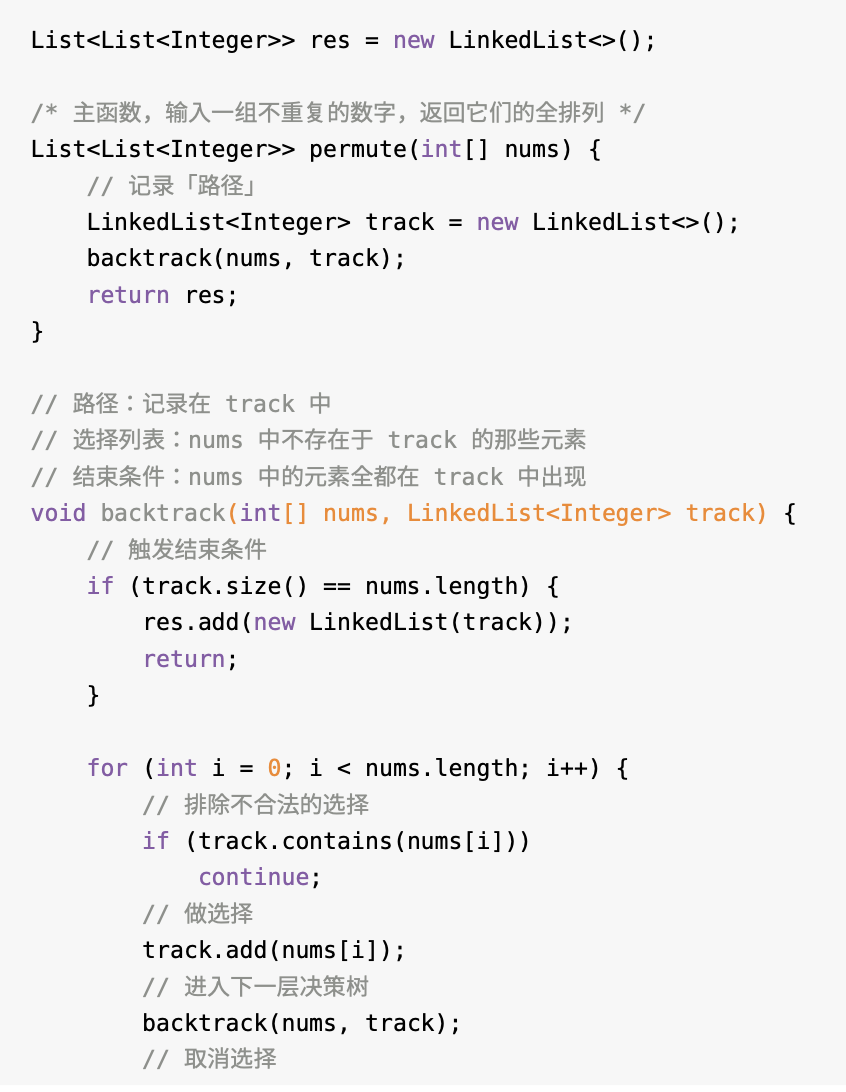 List<List<Integer>> res = new LinkedList<>();

/* 主函数，输入一组不重复的数字，返回它们的全排列 */
List<List<Integer>> permute(int[] nums) {
    // 记录「路径」
    LinkedList<Integer> track = new LinkedList<>();
    backtrack(nums, track);
    return res;
}

// 路径：记录在 track 中
// 选择列表：nums 中不存在于 track 的那些元素
// 结束条件：nums 中的元素全都在 track 中出现
void backtrack(int[] nums, LinkedList<Integer> track) {
    // 触发结束条件
    if (track.size() == nums.length) {
        res.add(new LinkedList(track));
        return;
    }

    for (int i = 0; i < nums.length; i++) {
        // 排除不合法的选择
        if (track.contains(nums[i]))
            continue;
        // 做选择
        track.add(nums[i]);
        // 进入下一层决策树
        backtrack(nums, track);
        // 取消选择